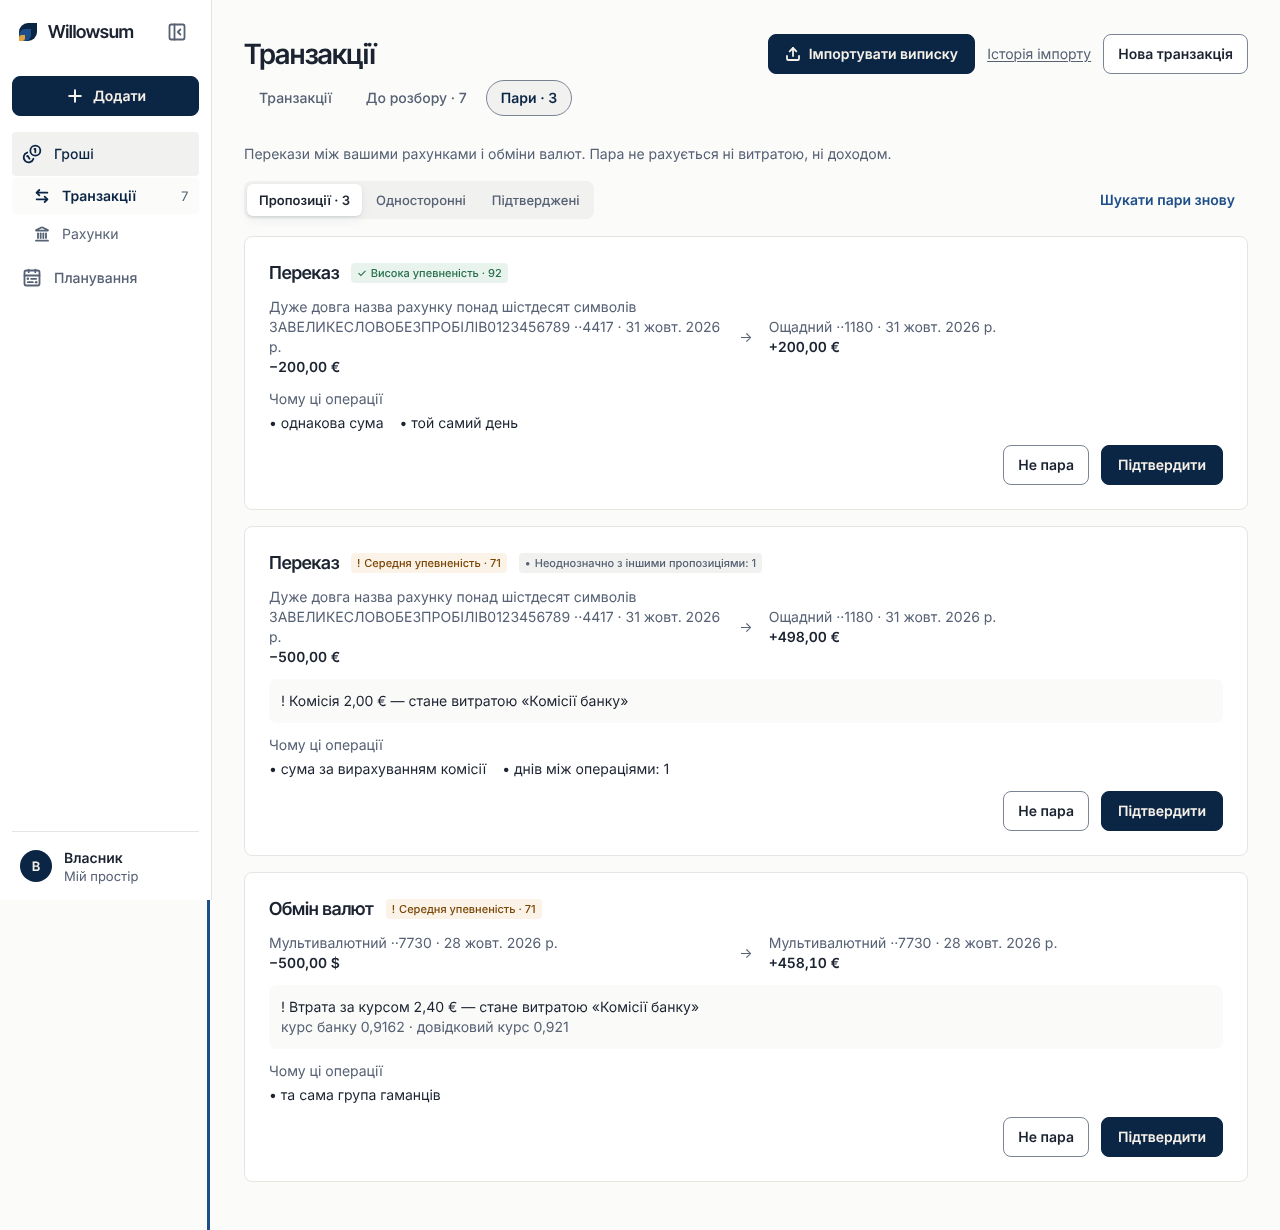 Willowsum
Додати
Гроші
Транзакції 7
Рахунки
Планування
Власник
В
Мій простір
Транзакції
Імпортувати виписку
Історія імпорту
Нова транзакція
Транзакції
До розбору · 7
Пари · 3
Перекази між вашими рахунками і обміни валют. Пара не рахується ні витратою, ні доходом.
Пропозиції · 3
Односторонні
Підтверджені
Шукати пари знову
Переказ ✓ Висока упевненість · 92
Дуже довга назва рахунку понад шістдесят символів
ЗАВЕЛИКЕСЛОВОБЕЗПРОБІЛІВ0123456789 ··4417 · 31 жовт. 2026
р.
−200,00 €
→
Ощадний ··1180 · 31 жовт. 2026 р.
+200,00 €
Чому ці операції
• однакова сума • той самий день
Не пара
Підтвердити
Переказ ! Середня упевненість · 71 • Неоднозначно з іншими пропозиціями: 1
Дуже довга назва рахунку понад шістдесят символів
ЗАВЕЛИКЕСЛОВОБЕЗПРОБІЛІВ0123456789 ··4417 · 31 жовт. 2026
р.
−500,00 €
→
Ощадний ··1180 · 31 жовт. 2026 р.
+498,00 €
! Комісія 2,00 € — стане витратою «Комісії банку»
Чому ці операції
• сума за вирахуванням комісії • днів між операціями: 1
Не пара
Підтвердити
Обмін валют ! Середня упевненість · 71
Мультивалютний ··7730 · 28 жовт. 2026 р.
−500,00 $
→
Мультивалютний ··7730 · 28 жовт. 2026 р.
+458,10 €
! Втрата за курсом 2,40 € — стане витратою «Комісії банку»
курс банку 0,9162 · довідковий курс 0,921
Чому ці операції
• та сама група гаманців
Не пара
Підтвердити